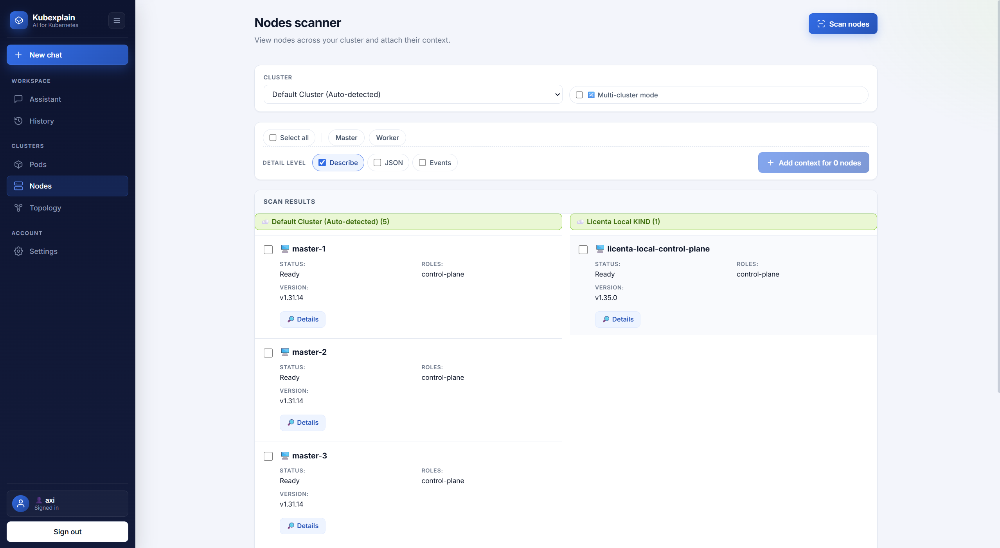 Kubexplain
AI for Kubernetes
New chat
WORKSPACE
Assistant
History
CLUSTERS
Pods
Nodes
Topology
ACCOUNT
Settings
axi
Signed in
Sign out
Nodes scanner
View nodes across your cluster and attach their context.
Scan nodes
CLUSTER
Default Cluster (Auto-detected)
Multi-cluster mode
Select all
Master
Worker
DETAIL LEVEL
Describe
JSON
Events
Add context for 0 nodes
SCAN RESULTS
Default Cluster (Auto-detected) (5)
master-1
STATUS:
Ready
ROLES:
control-plane
VERSION:
v1.31.14
Details
master-2
STATUS:
Ready
ROLES:
control-plane
VERSION:
v1.31.14
Details
master-3
STATUS:
Ready
ROLES:
control-plane
VERSION:
v1.31.14
Details
Licenta Local KIND (1)
licenta-local-control-plane
STATUS:
Ready
ROLES:
control-plane
VERSION:
v1.35.0
Details